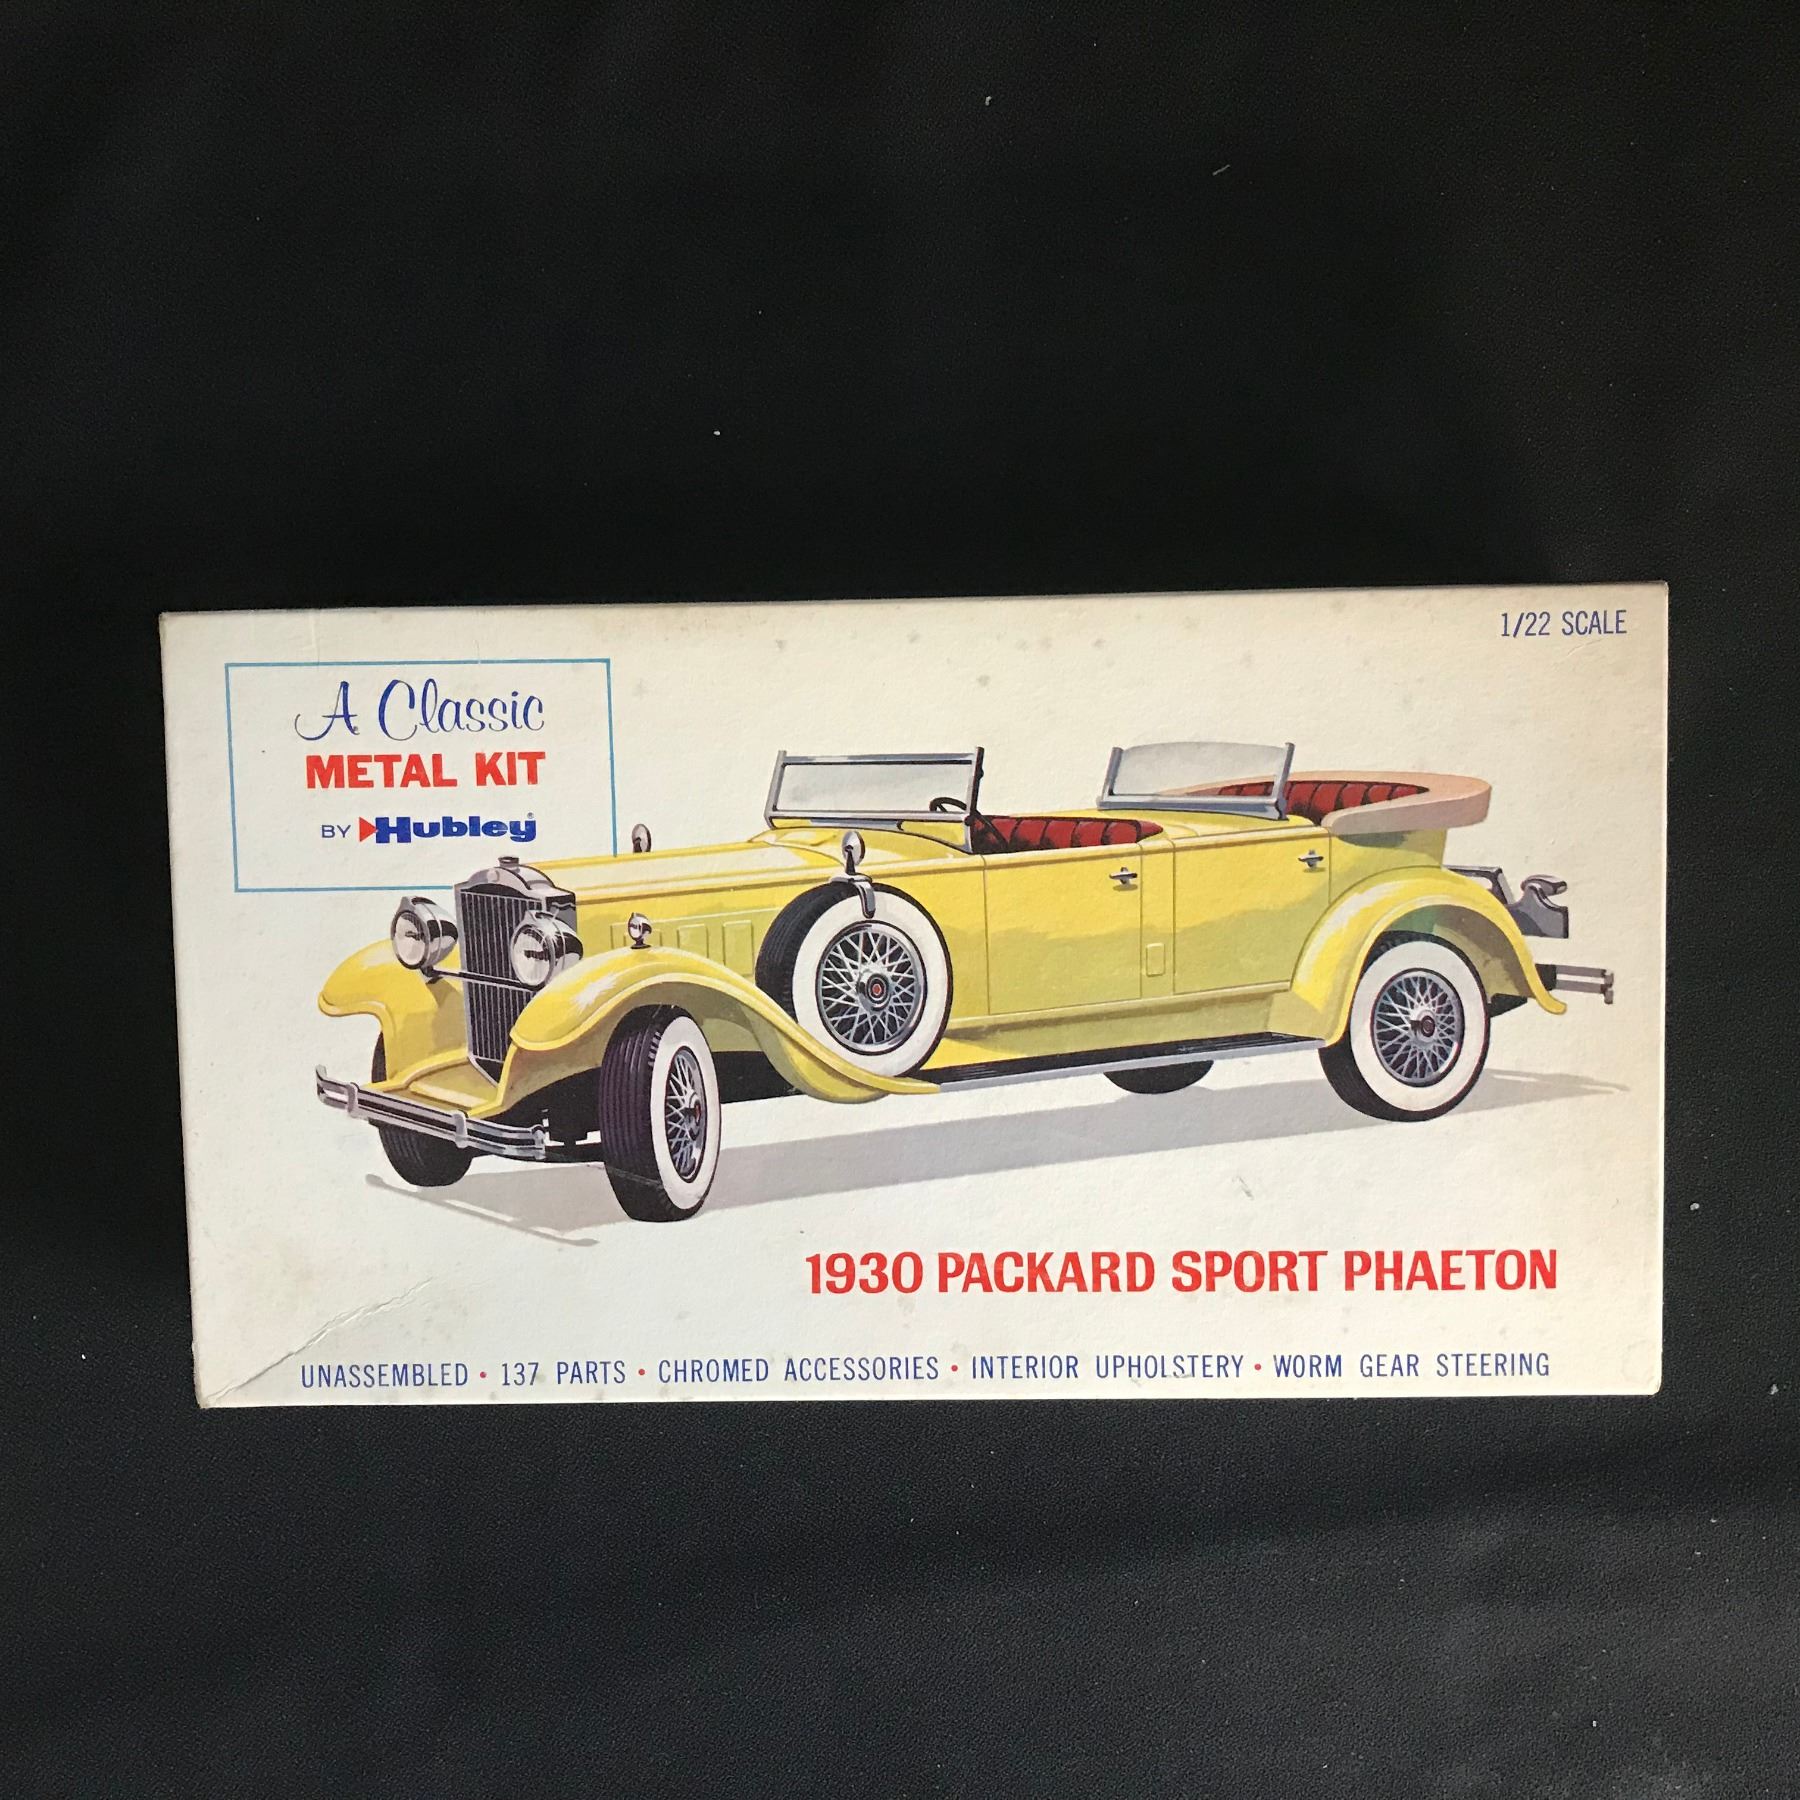 1/22 SCALE
A Classic
METAL KIT
BY Hubley®
1930 PACKARD SPORT PHAETON
UNASSEMBLED • 137 PARTS • CHROMED ACCESSORIES • INTERIOR UPHOLSTERY • WORM GEAR STEERING